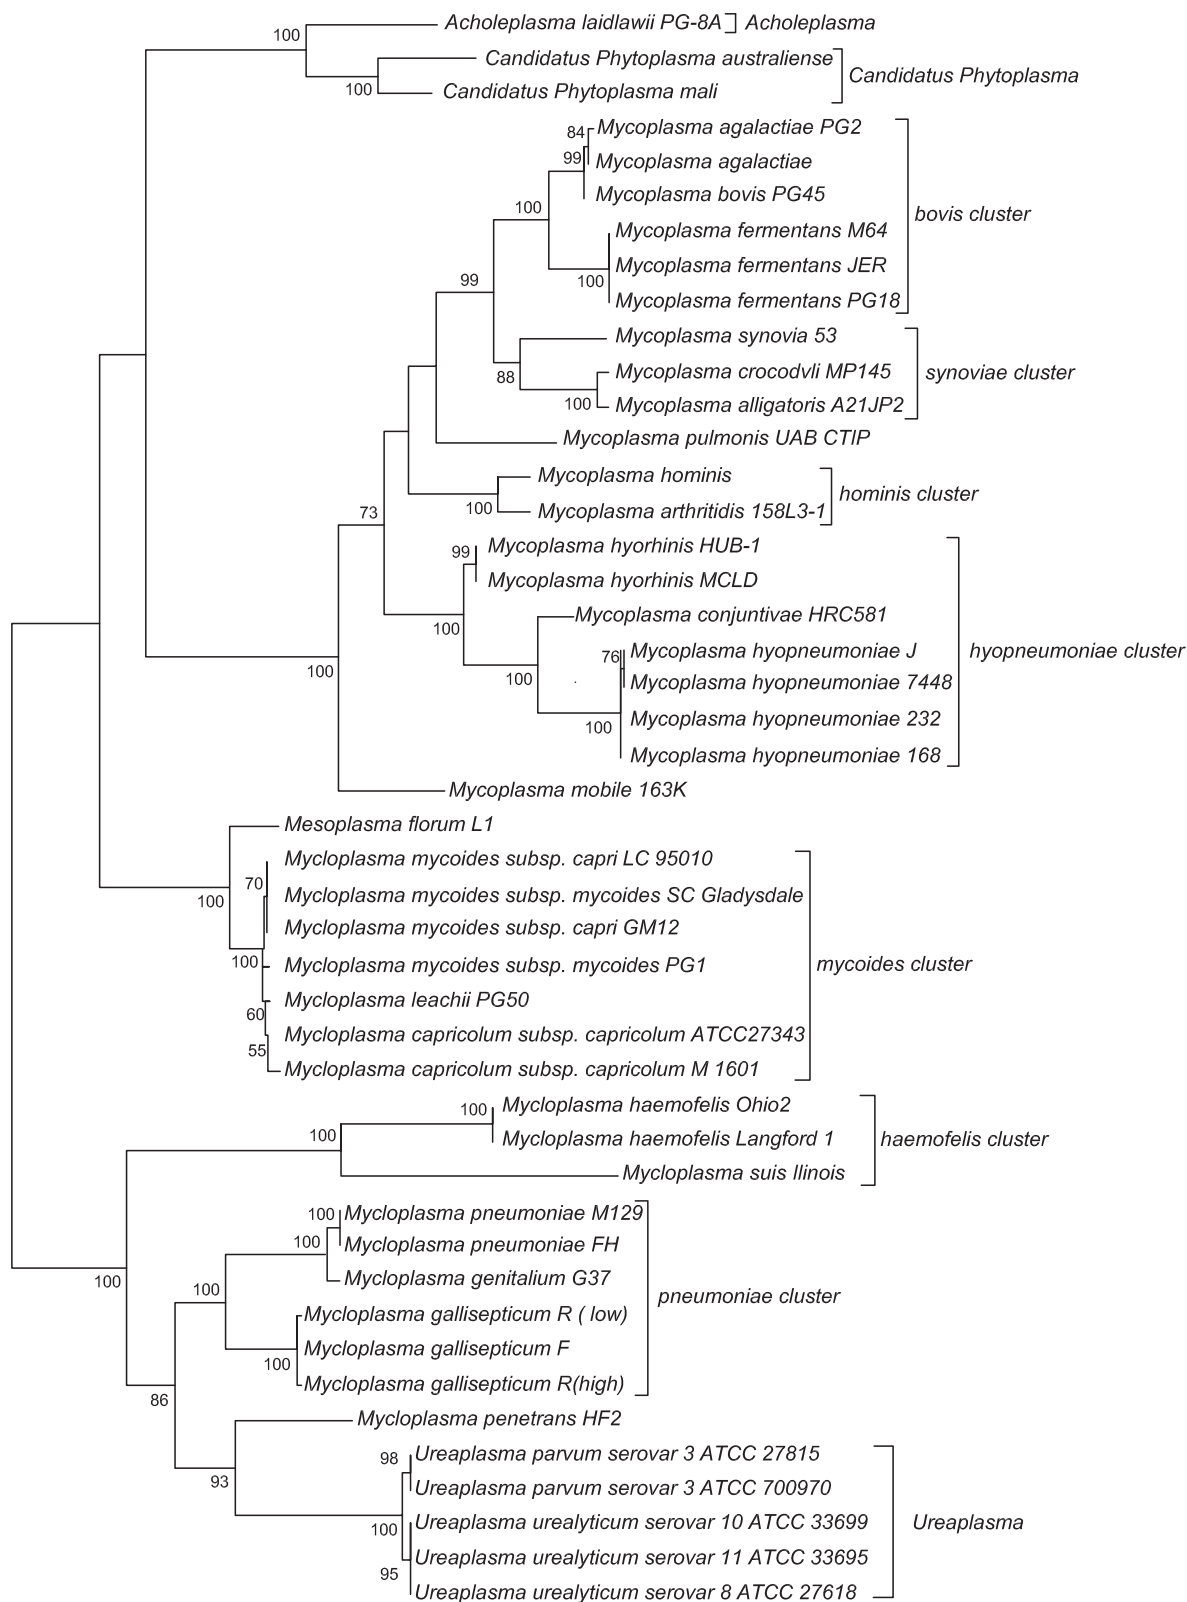 100
Acholeplasma laidlawii PG-8A
Acholeplasma
Candidatus Phytoplasma australiense
Candidatus Phytoplasma
100
Candidatus Phytoplasma mali
84
Mycoplasma agalactiae PG2
99
Mycoplasma agalactiae
Mycoplasma bovis PG45
100
bovis cluster
Mycoplasma fermentans M64
Mycoplasma fermentans JER
100
99
Mycoplasma fermentans PG18
Mycoplasma synovia 53
88
Mycoplasma crocodvli MP145
synoviae cluster
100
Mycoplasma alligatoris A21JP2
Mycoplasma pulmonis UAB CTIP
Mycoplasma hominis
hominis cluster
100
Mycoplasma arthritidis 158L3-1
73
99
Mycoplasma hyorhinis HUB-1
Mycoplasma hyorhinis MCLD
100
Mycoplasma conjuntivae HRC581
76
Mycoplasma hyopneumoniae J
hyopneumoniae cluster
100
100
Mycoplasma hyopneumoniae 7448
Mycoplasma hyopneumoniae 232
100
Mycoplasma hyopneumoniae 168
Mycoplasma mobile 163K
Mesoplasma florum L1
Mycloplasma mycoides subsp. capri LC 95010
70
100
Mycloplasma mycoides subsp. mycoides SC Gladysdale
Mycloplasma mycoides subsp. capri GM12
100
Mycloplasma mycoides subsp. mycoides PG1
mycoides cluster
Mycloplasma leachii PG50
60
Mycloplasma capricolum subsp. capricolum ATCC27343
55
Mycloplasma capricolum subsp. capricolum M 1601
100
Mycloplasma haemofelis Ohio2
100
Mycloplasma haemofelis Langford 1
haemofelis cluster
Mycloplasma suis Ilinois
100
Mycloplasma pneumoniae M129
100
Mycloplasma pneumoniae FH
100
Mycloplasma genitalium G37
100
pneumoniae cluster
Mycloplasma gallisepticum R ( low)
Mycloplasma gallisepticum F
100
Mycloplasma gallisepticum R(high)
86
Mycloplasma penetrans HF2
98
Ureaplasma parvum serovar 3 ATCC 27815
93
Ureaplasma parvum serovar 3 ATCC 700970
100
Ureaplasma urealyticum serovar 10 ATCC 33699
Ureaplasma
Ureaplasma urealyticum serovar 11 ATCC 33695
95
Ureaplasma urealyticum serovar 8 ATCC 27618